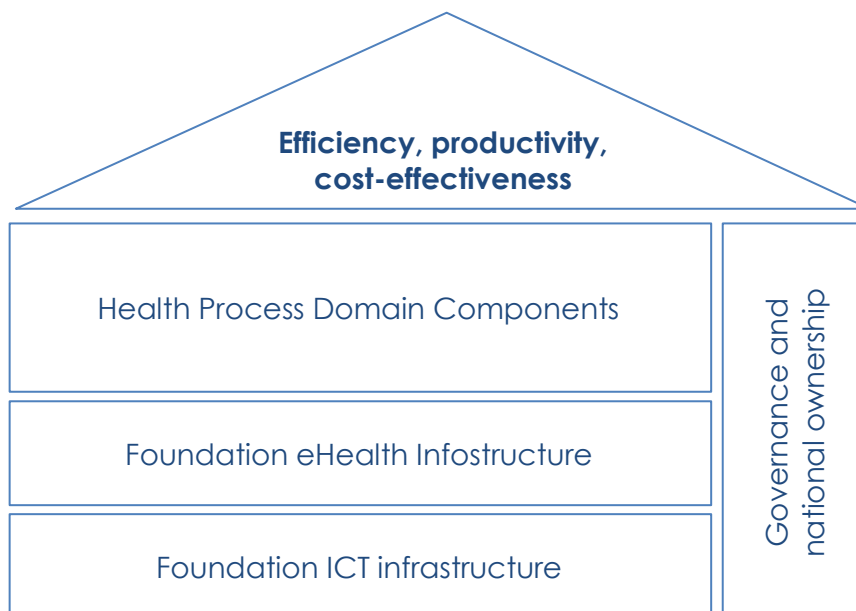 Efficiency, productivity,
cost-effectiveness
Health Process Domain Components
Foundation eHealth Infostructure
Foundation ICT infrastructure
Governance and
national ownership